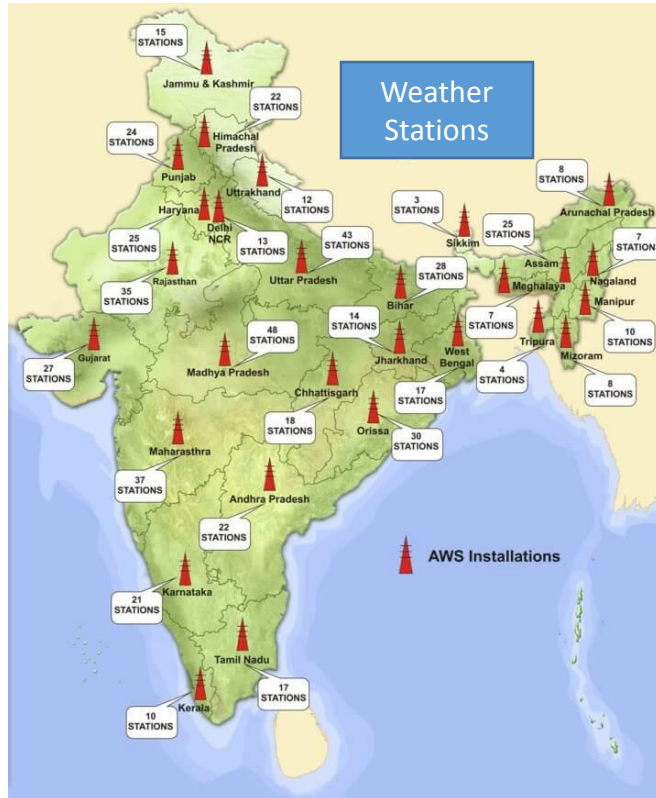 15
STATIONS
Jammu & Kashmir
Weather
Stations
22
STATIONS
Himachal
Pradesh
24
STATIONS
Punjab
Uttrakhand
12
STATIONS
Haryana
Delhi
NCR
25
STATIONS
13
STATIONS
43
STATIONS
Uttar Pradesh
35
STATIONS
Rajasthan
28
STATIONS
Bihar
3
STATIONS
Sikkim
8
STATIONS
Arunachal Pradesh
25
STATIONS
Assam
7
STATIONS
Nagaland
Meghalaya
7
STATIONS
Manipur
10
STATIONS
Tripura
4
STATIONS
Mizoram
8
STATIONS
27
STATIONS
Gujarat
48
STATIONS
Madhya Pradesh
14
STATIONS
Jharkhand
West
Bengal
17
STATIONS
Chhattisgarh
18
STATIONS
Orissa
30
STATIONS
Maharasthra
37
STATIONS
Andhra Pradesh
22
STATIONS
AWS Installations
Karnataka
21
STATIONS
Tamil Nadu
17
STATIONS
Kerala
10
STATIONS